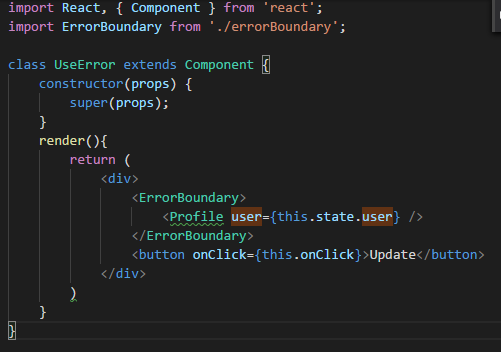 import React, { Component } from 'react';
import ErrorBoundary from './errorBoundary';
class UseError extends Component {
constructor(props) {
super(props);
}
render(){
return (
<div>
<ErrorBoundary>
<Profile user={this.state.user} />
</ErrorBoundary>
<button onClick={this.onClick}>Update</button>
</div>
)
}
}